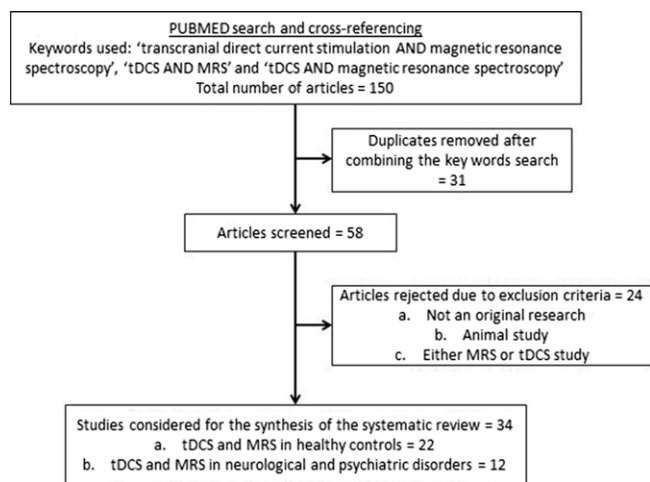 PUBMED search and cross-referencing
Keywords used: ‘transcranial direct current stimulation AND magnetic resonance
spectroscopy’, ‘tDCS AND MRS’ and ‘tDCS AND magnetic resonance spectroscopy’
Total number of articles = 150
Duplicates removed after
combining the key words search
= 31
Articles screened = 58
Articles rejected due to exclusion criteria = 24
a. Not an original research
b. Animal study
c. Either MRS or tDCS study
Studies considered for the synthesis of the systematic review = 34
a. tDCS and MRS in healthy controls = 22
b. tDCS and MRS in neurological and psychiatric disorders = 12